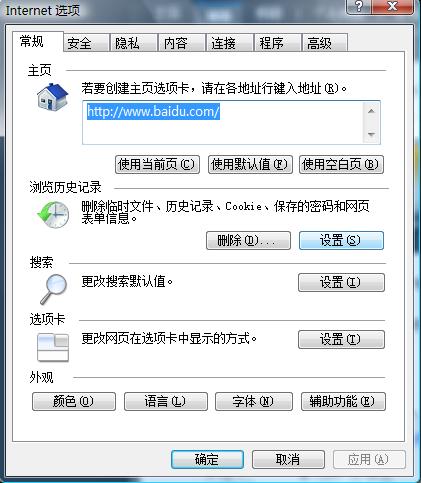 Internet 选项
常规 安全 隐私 内容 连接 程序 高级
主页
若要创建主页选项卡，请在各地址行键入地址(R)。
http://www.baidu.com/
使用当前页(C) 使用默认值(F) 使用空白页(B)
浏览历史记录
删除临时文件、历史记录、Cookie、保存的密码和网页
表单信息。
删除(D)... 设置(S)
搜索
更改搜索默认值。 设置(I)
选项卡
更改网页在选项卡中显示的方式。 设置(T)
外观
颜色(O) 语言(L) 字体(N) 辅助功能(E)
确定 取消 应用(A)